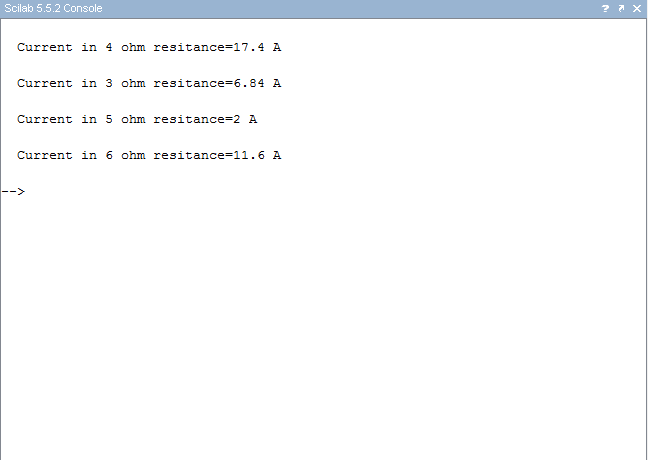 Scilab 5.5.2 Console
Current in 4 ohm resitance=17.4 A
Current in 3 ohm resitance=6.84 A
Current in 5 ohm resitance=2 A
Current in 6 ohm resitance=11.6 A
-->